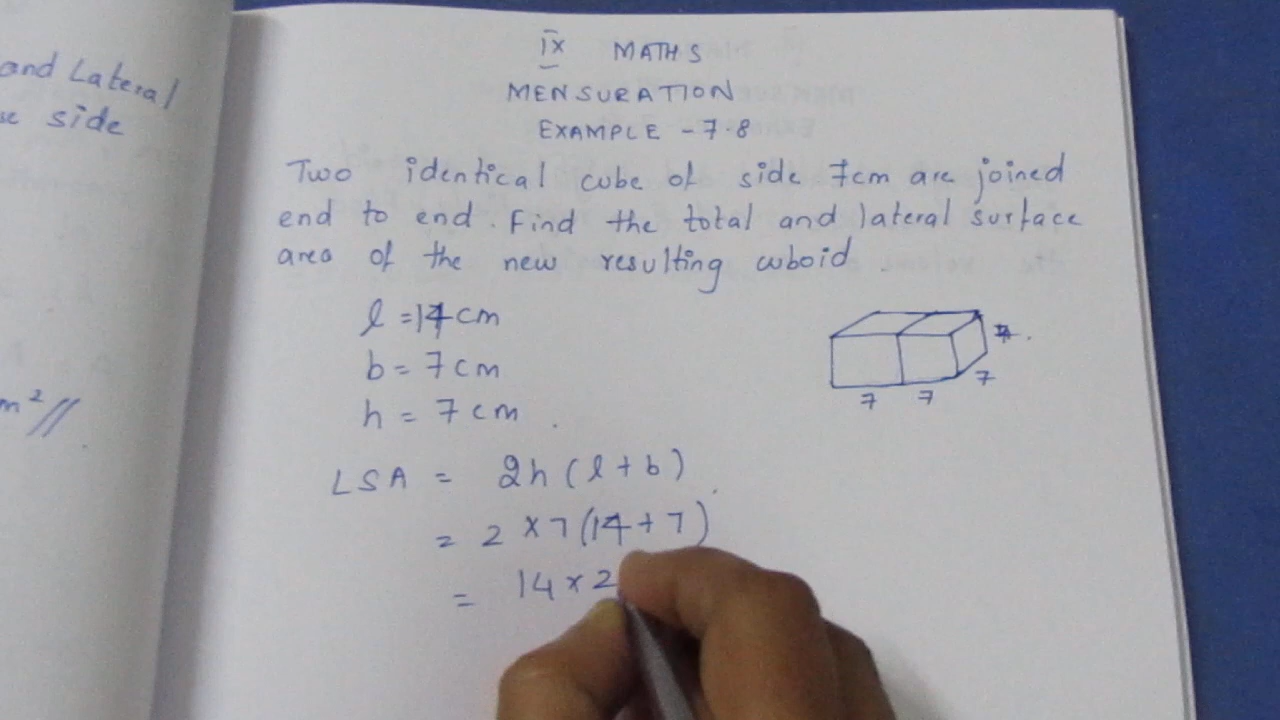 and Lateral
side
m²//
IX MATHS
MENSURATION
EXAMPLE - 7.8
Two identical cube of side 7cm are joined
end to end. Find the total and lateral surface
area of the new resulting cuboid.
l = 14 cm
b = 7 cm
h = 7 cm.
7
7
7 7
LSA = 2h (l + b)
= 2 × 7 (14 + 7)
= 14 × 2